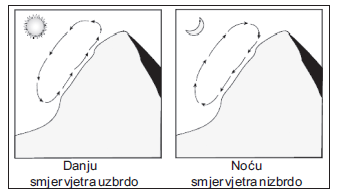 Danju
smjer vjetra uzbrdo
Noću
smjer vjetra nizbrdo